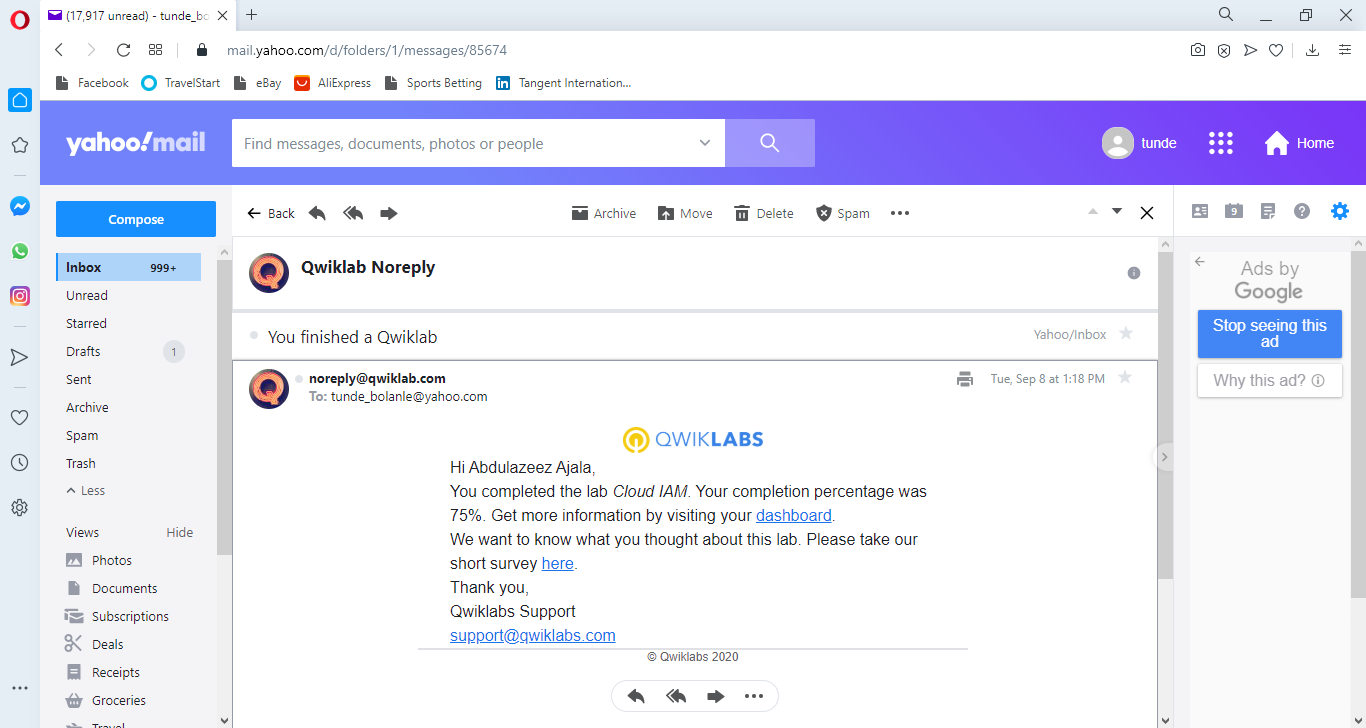 (17,917 unread) - tunde_bo
mail.yahoo.com/d/folders/1/messages/85674
Facebook TravelStart eBay AliExpress Sports Betting Tangent Internation...
yahoo!mail
Find messages, documents, photos or people
tunde
Home
Compose
Inbox 999+
Unread
Starred
Drafts 1
Sent
Archive
Spam
Trash
Less
Views Hide
Photos
Documents
Subscriptions
Deals
Receipts
Groceries
Travel
Back Archive Move Delete Spam
9
Qwiklab Noreply
You finished a Qwiklab Yahoo/Inbox
noreply@qwiklab.com Tue, Sep 8 at 1:18 PM
To: tunde_bolanle@yahoo.com
QWIKLABS
Hi Abdulazeez Ajala,
You completed the lab Cloud IAM. Your completion percentage was
75%. Get more information by visiting your dashboard.
We want to know what you thought about this lab. Please take our
short survey here.
Thank you,
Qwiklabs Support
support@qwiklabs.com
© Qwiklabs 2020
Ads by
Google
Stop seeing this
ad
Why this ad?